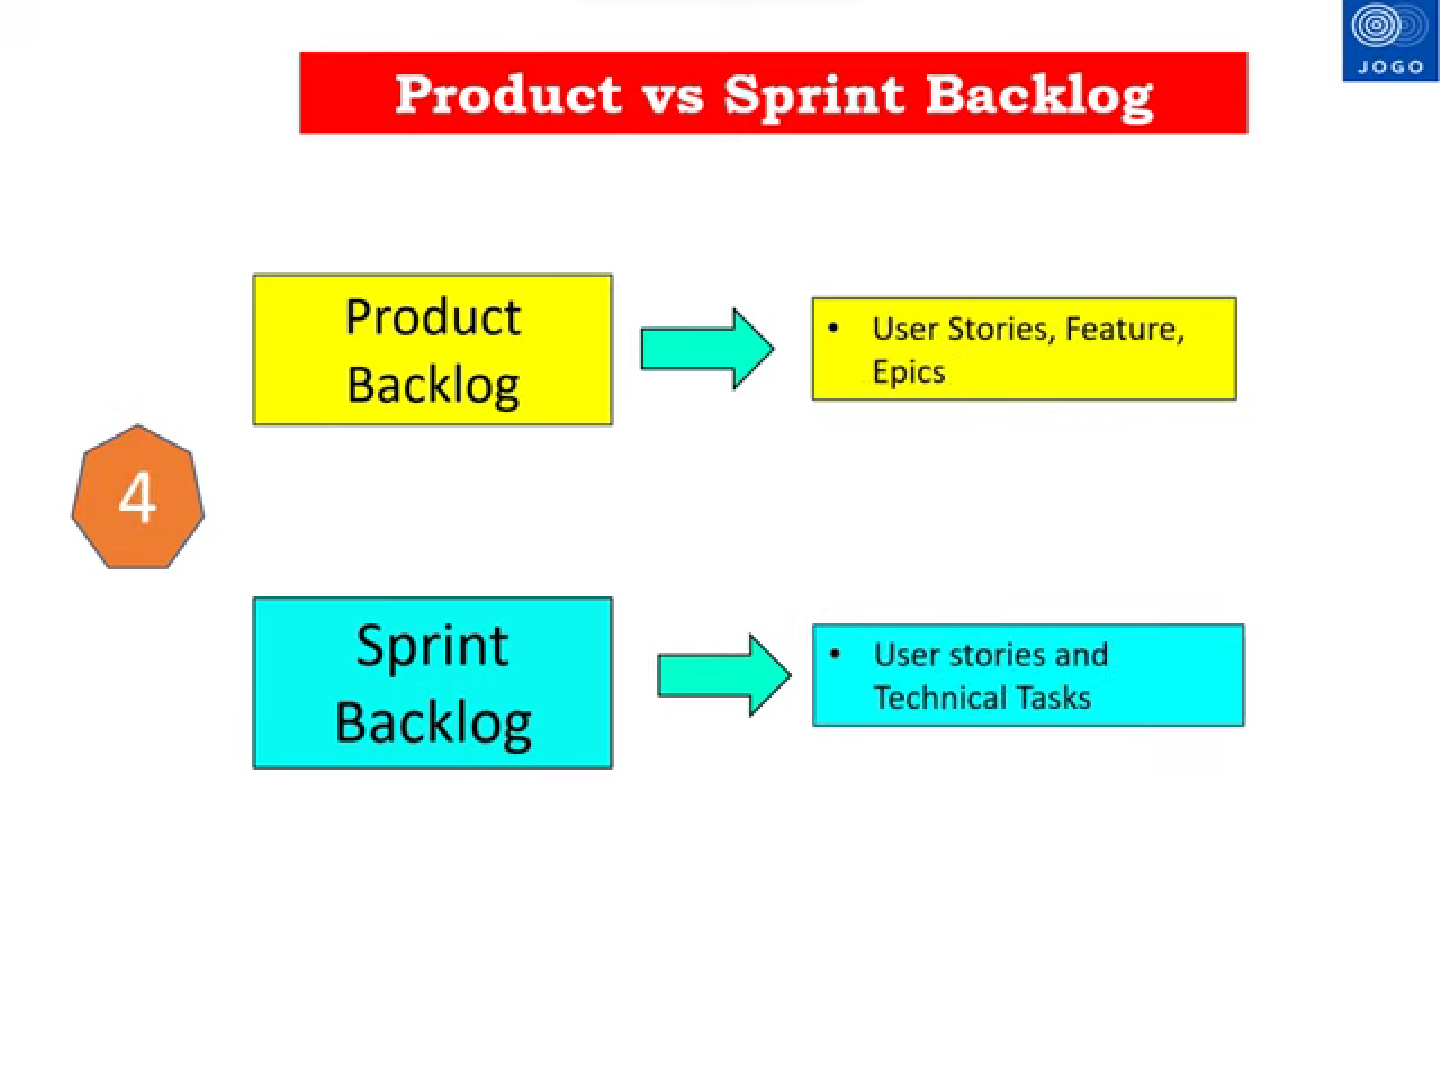 JOGO
Product vs Sprint Backlog
Product
Backlog
• User Stories, Feature,
Epics
4
Sprint
Backlog
• User stories and
Technical Tasks